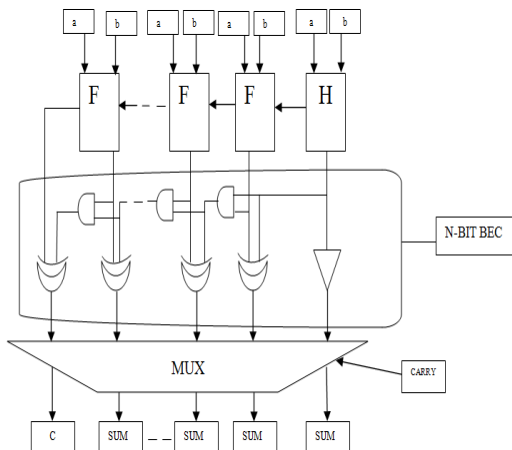 a b a b a b a b
F F F H
N-BIT BEC
MUX
CARRY
C SUM SUM SUM SUM